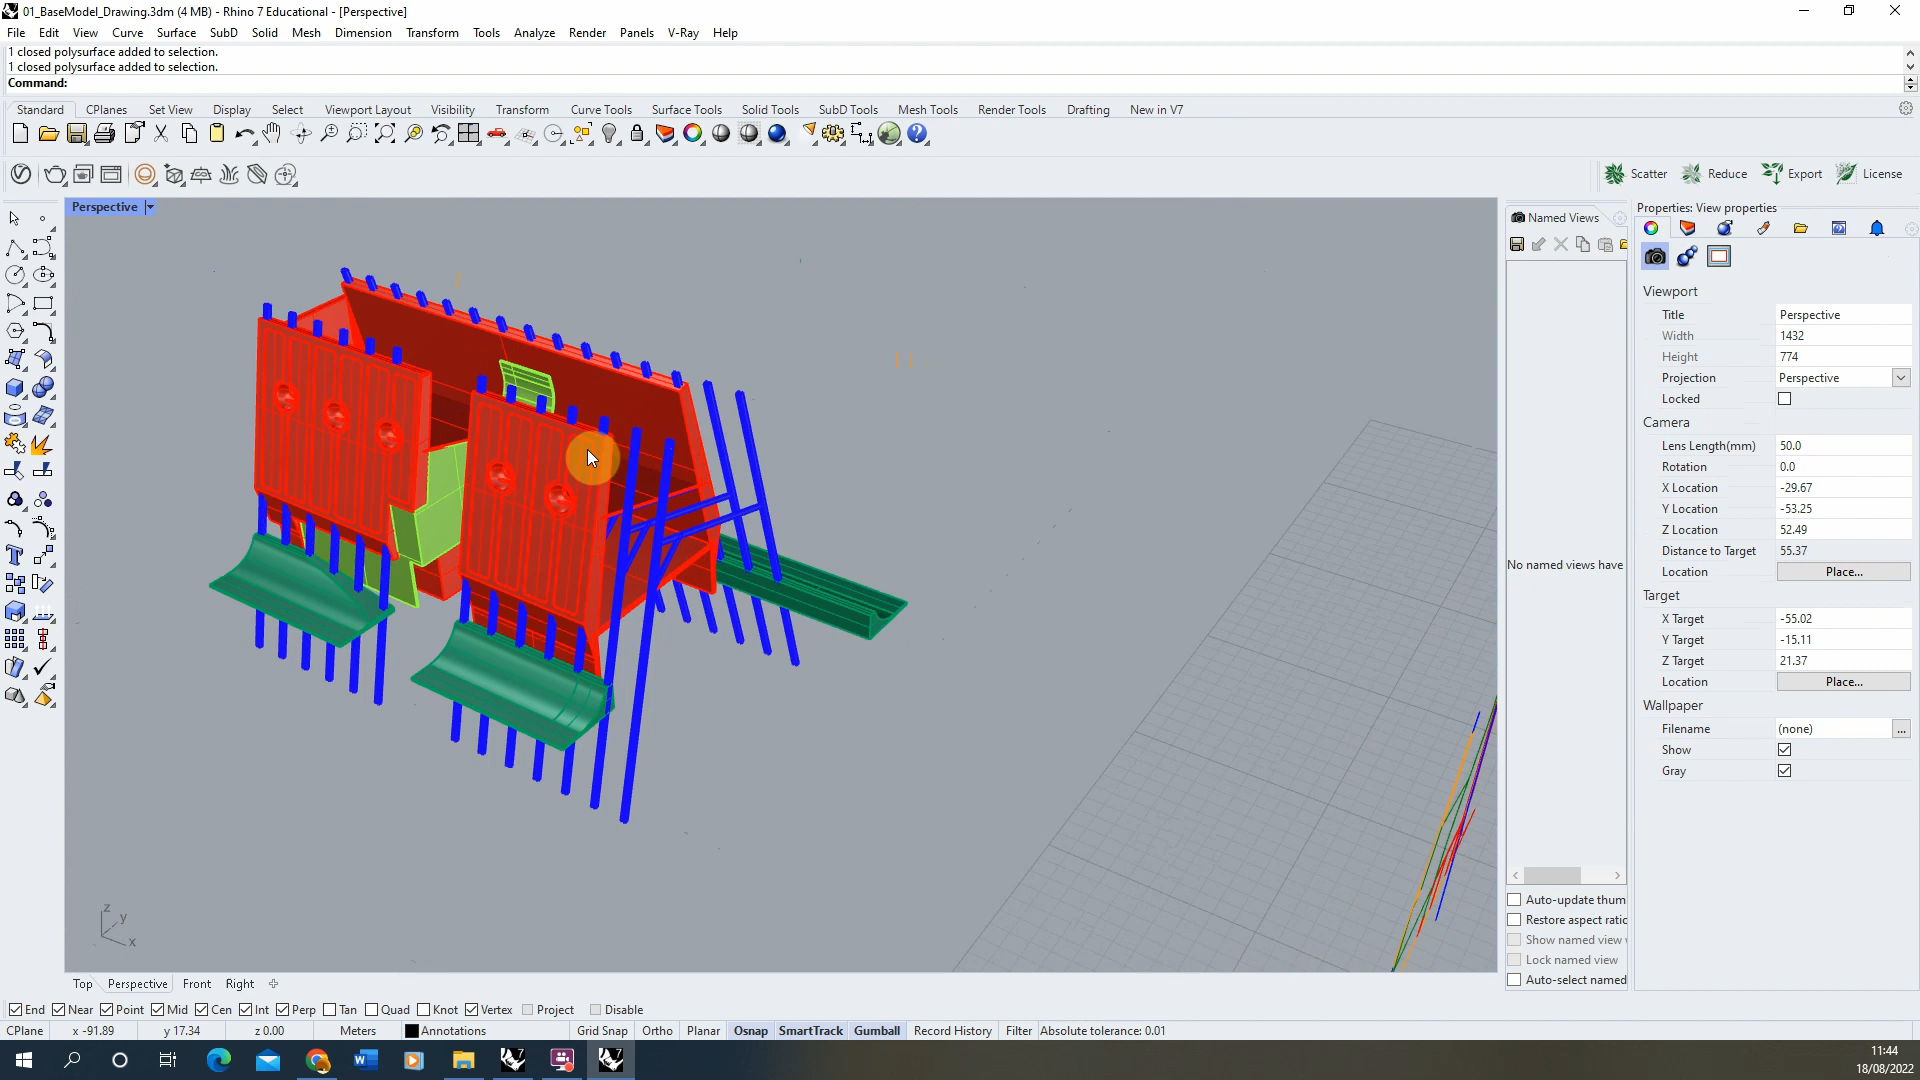 01_BaseModel_Drawing.3dm (4 MB) - Rhino 7 Educational - [Perspective]
File Edit View Curve Surface SubD Solid Mesh Dimension Transform Tools Analyze Render Panels V-Ray Help
1 closed polysurface added to selection.
1 closed polysurface added to selection.
Command:
Standard CPlanes Set View Display Select Viewport Layout Visibility Transform Curve Tools Surface Tools Solid Tools SubD Tools Mesh Tools Render Tools Drafting New in V7
Scatter Reduce Export License
Perspective
Named Views
No named views have
Auto-update thum
Restore aspect ratio
Show named view
Lock named view
Auto-select named
Properties: View properties
Viewport
Title Perspective
Width 1432
Height 774
Projection Perspective
Locked
Camera
Lens Length(mm) 50.0
Rotation 0.0
X Location -29.67
Y Location -53.25
Z Location 52.49
Distance to Target 55.37
Location Place...
Target
X Target -55.02
Y Target -15.11
Z Target 21.37
Location Place...
Wallpaper
Filename (none) ...
Show
Gray
z
y
x
Top Perspective Front Right
End Near Point Mid Cen Int Perp Tan Quad Knot Vertex Project Disable
CPlane x -91.89 y 17.34 z 0.00 Meters Annotations Grid Snap Ortho Planar Osnap SmartTrack Gumball Record History Filter Absolute tolerance: 0.01
11:44
18/08/2022